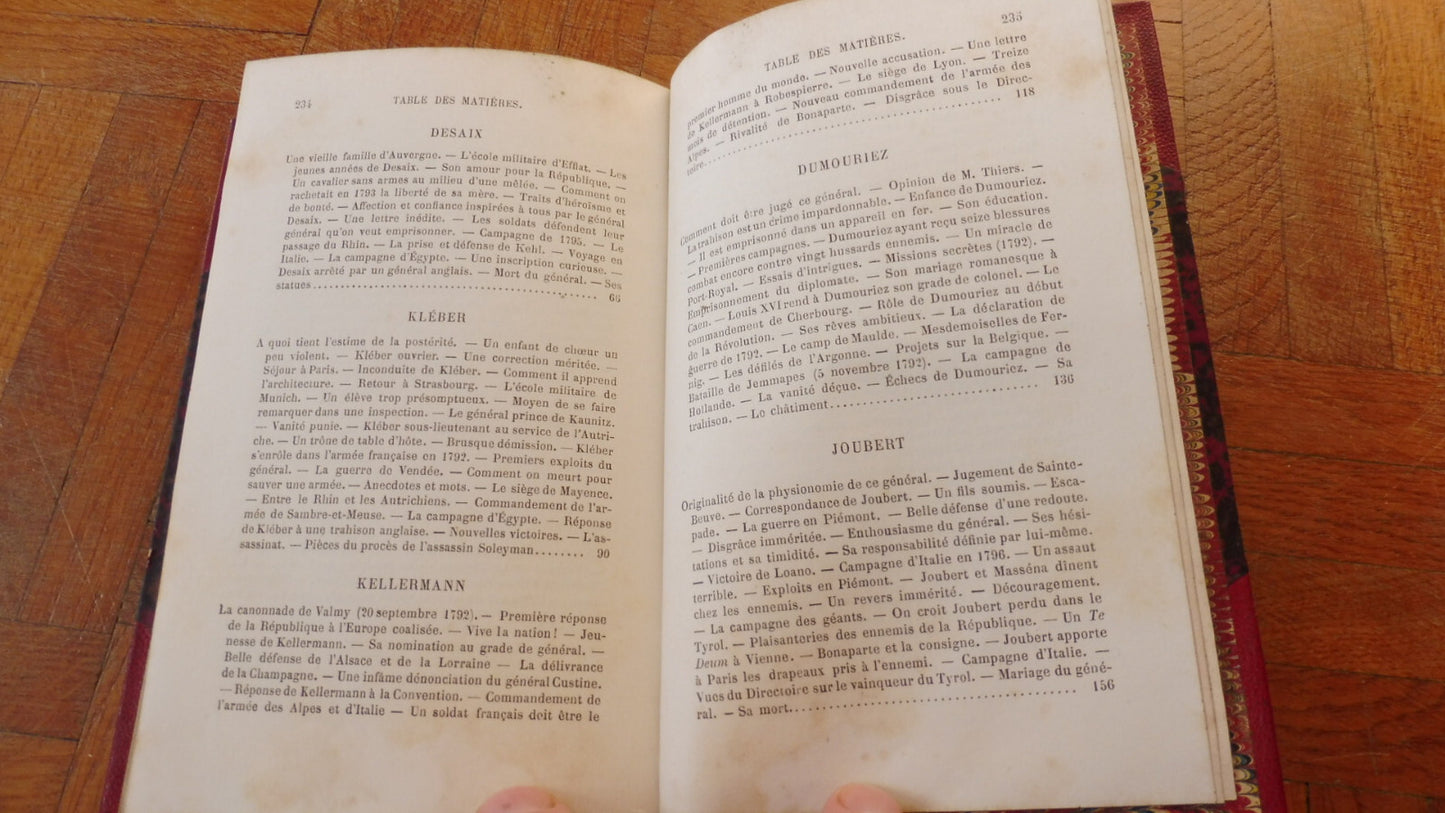 234 TABLE DES MATIÈRES.
DESAIX
Une vieille famille d'Auvergne. — L'école militaire d'Effiat. — Les
jeunes années de Desaix. — Son amour pour la République. —
Un cavalier sans armes au milieu d'une mêlée. — Comment on
rachetait en 1793 la liberté de sa mère. — Traits d'héroïsme et
de bonté. — Affection et confiance inspirées à tous par le général
Desaix. — Une lettre inédite. — Les soldats défendent leur
général qu'on veut emprisonner. — Campagne de 1795. — Le
passage du Rhin. — La prise et défense de Kehl. — Voyage en
Italie. — La campagne d'Égypte. — Une inscription curieuse. —
Desaix arrêté par un général anglais. — Mort du général. — Ses
statues........ 66
KLÉBER
A quoi tient l'estime de la postérité. — Un enfant de chœur un
peu violent. — Kléber ouvrier. — Une correction méritée. —
Séjour à Paris. — Inconduite de Kléber. — Comment il apprend
l'architecture. — Retour à Strasbourg. — L'école militaire de
Munich. — Un élève trop présomptueux. — Moyen de se faire
remarquer dans une inspection. — Le général prince de Kaunitz.
— Vanité punie. — Kléber sous-lieutenant au service de l'Autri-
che. — Un trône de table d'hôte. — Brusque démission. — Kléber
s'enrôle dans l'armée française en 1792. — Premiers exploits du
général. — La guerre de Vendée. — Comment on meurt pour
sauver une armée. — Anecdotes et mots. — Le siège de Mayence.
— Entre le Rhin et les Autrichiens. — Commandement de l'ar-
mée de Sambre-et-Meuse. — La campagne d'Égypte. — Réponse
de Kléber à une trahison anglaise. — Nouvelles victoires. — L'as-
sassinat. — Pièces du procès de l'assassin Soleyman........ 90
KELLERMANN
La canonnade de Valmy (20 septembre 1792). — Première réponse
de la République à l'Europe coalisée. — Vive la nation ! — Jeu-
nesse de Kellermann. — Sa nomination au grade de général. —
Belle défense de l'Alsace et de la Lorraine — La délivrance
de la Champagne. — Une infâme dénonciation du général Custine.
— Réponse de Kellermann à la Convention. — Commandement de
l'armée des Alpes et d'Italie — Un soldat français doit être le
TABLE DES MATIÈRES. 235
premier homme du monde. — Nouvelle accusation. — Une lettre
de Kellermann à Robespierre. — Le siège de Lyon. — Treize
mois de détention. — Nouveau commandement de l'armée des
Alpes. — Rivalité de Bonaparte. — Disgrâce sous le Direc-
toire........ 118
DUMOURIEZ
Comment doit être jugé ce général. — Opinion de M. Thiers. —
La trahison est un crime impardonnable. — Enfance de Dumouriez.
— Il est emprisonné dans un appareil en fer. — Son éducation.
— Premières campagnes. — Dumouriez ayant reçu seize blessures
combat encore contre vingt hussards ennemis. — Un miracle de
Port-Royal. — Essais d'intrigues. — Missions secrètes (1792). —
Emprisonnement du diplomate. — Son mariage romanesque à
Caen. — Louis XVI rend à Dumouriez son grade de colonel. — Le
commandement de Cherbourg. — Rôle de Dumouriez au début
de la Révolution. — Ses rêves ambitieux. — La déclaration de
guerre de 1792. — Le camp de Maulde. — Mesdemoiselles de Fer-
nig. — Les défilés de l'Argonne. — Projets sur la Belgique. —
Bataille de Jemmapes (5 novembre 1792). — La campagne de
Hollande. — La vanité déçue. — Échecs de Dumouriez. — Sa
trahison. — Le châtiment........ 136
JOUBERT
Originalité de la physionomie de ce général. — Jugement de Sainte-
Beuve. — Correspondance de Joubert. — Un fils soumis. — Esca-
pade. — La guerre en Piémont. — Belle défense d'une redoute.
— Disgrâce imméritée. — Enthousiasme du général. — Ses hési-
tations et sa timidité. — Sa responsabilité définie par lui-même.
— Victoire de Loano. — Campagne d'Italie en 1796. — Un assaut
terrible. — Exploits en Piémont. — Joubert et Masséna dînent
chez les ennemis. — Un revers immérité. — Découragement.
— La campagne des géants. — On croit Joubert perdu dans le
Tyrol. — Plaisanteries des ennemis de la République. — Un Te
Deum à Vienne. — Bonaparte et la consigne. — Joubert apporte
à Paris les drapeaux pris à l'ennemi. — Campagne d'Italie. —
Vues du Directoire sur le vainqueur du Tyrol. — Mariage du géné-
ral. — Sa mort........ 156